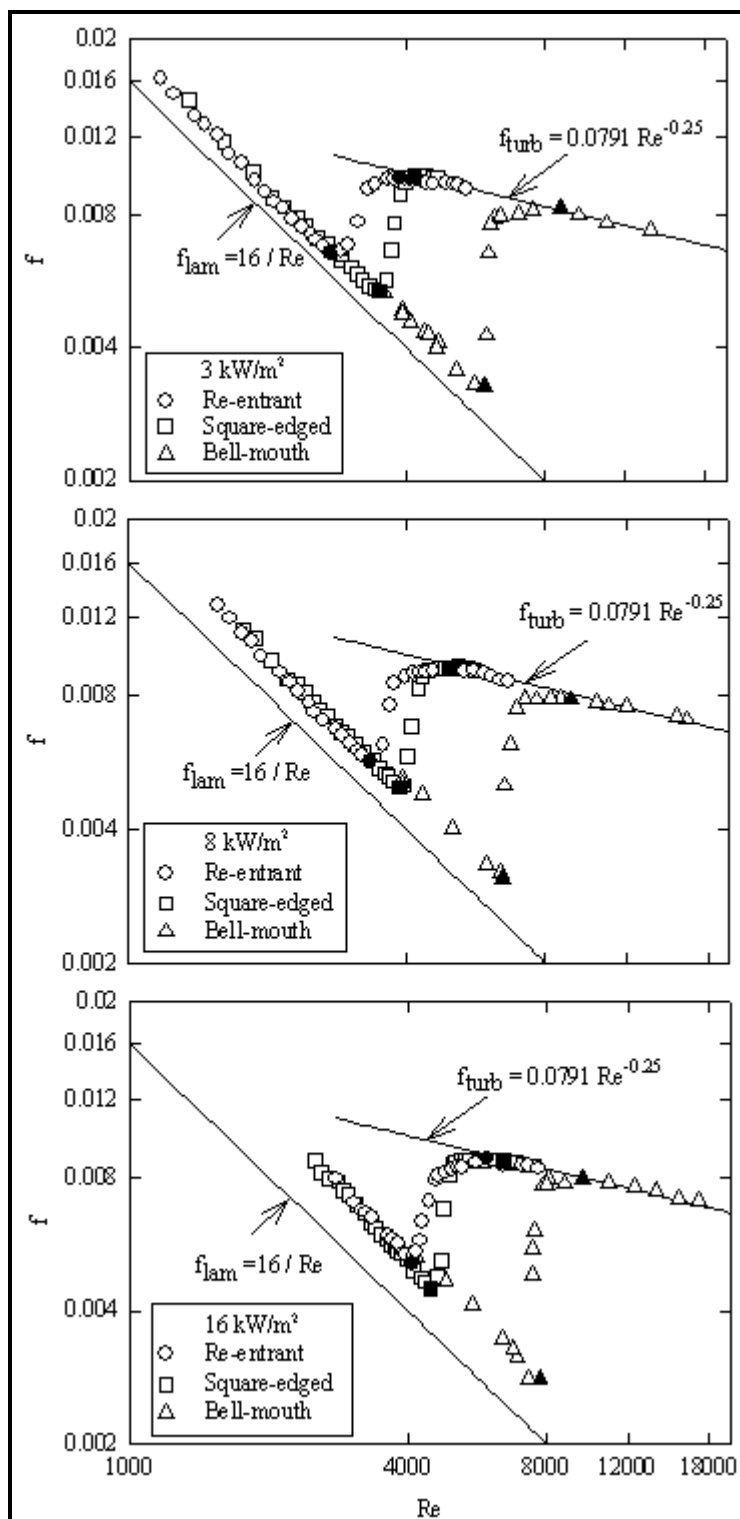 0.02
0.016
0.012
0.008
0.004
0.002
f
f_turb = 0.0791 Re^-0.25
f_lam =16 / Re
3 kW/m²
Re-entrant
Square-edged
Bell-mouth
0.02
0.016
0.012
0.008
0.004
0.002
f
f_turb = 0.0791 Re^-0.25
f_lam =16 / Re
8 kW/m²
Re-entrant
Square-edged
Bell-mouth
0.02
0.016
0.012
0.008
0.004
0.002
f
f_turb = 0.0791 Re^-0.25
f_lam =16 / Re
16 kW/m²
Re-entrant
Square-edged
Bell-mouth
1000 4000 8000 12000 18000
Re